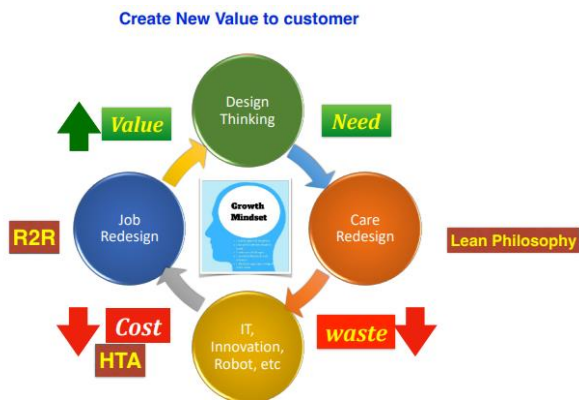 Create New Value to customer
Design
Thinking
Value
Need
Growth
Mindset
Job
Redesign
Care
Redesign
R2R
Lean Philosophy
Cost
HTA
IT,
Innovation,
Robot, etc
waste